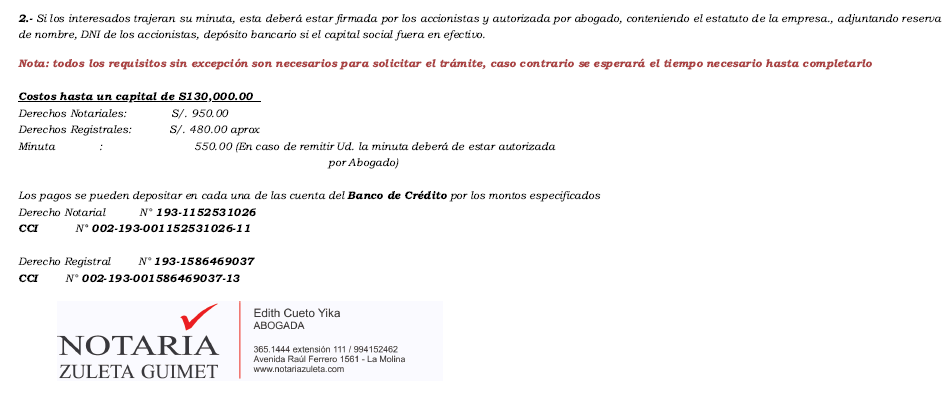 2.- Si los interesados trajeran su minuta, esta deberá estar firmada por los accionistas y autorizada por abogado, conteniendo el estatuto de la empresa., adjuntando reserva
de nombre, DNI de los accionistas, depósito bancario si el capital social fuera en efectivo.
Nota: todos los requisitos sin excepción son necesarios para solicitar el trámite, caso contrario se esperará el tiempo necesario hasta completarlo
Costos hasta un capital de S130,000.00
Derechos Notariales: S/. 950.00
Derechos Registrales: S/. 480.00 aprox
Minuta : 550.00 (En caso de remitir Ud. la minuta deberá de estar autorizada
por Abogado)
Los pagos se pueden depositar en cada una de las cuenta del Banco de Crédito por los montos especificados
Derecho Notarial N° 193-1152531026
CCI N° 002-193-001152531026-11
Derecho Registral N° 193-1586469037
CCI N° 002-193-001586469037-13
NOTARIA
ZULETA GUIMET
Edith Cueto Yika
ABOGADA
365.1444 extensión 111 / 994152462
Avenida Raúl Ferrero 1561 - La Molina
www.notariazuleta.com